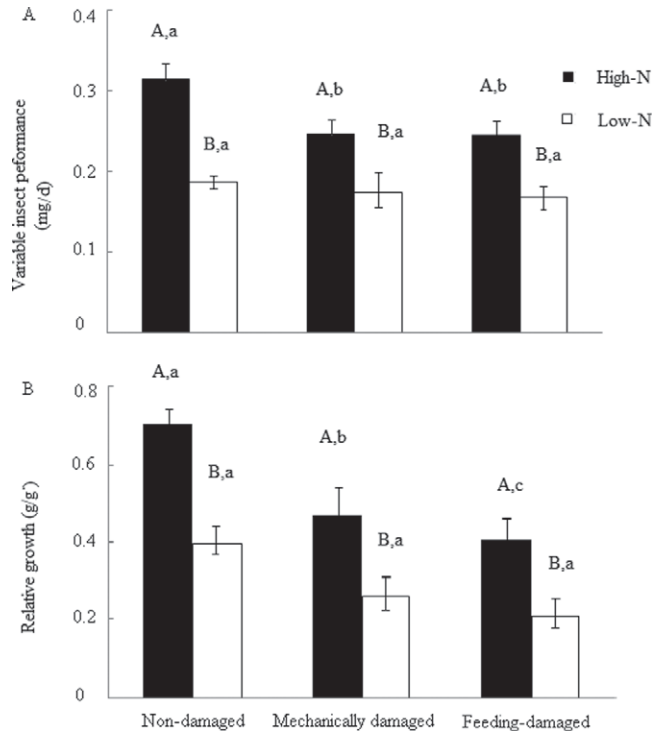 A
Variable insect peformance
(mg/d)
0.4
0.3
0.2
0.1
0
A,a
B,a
A,b
B,a
A,b
B,a
High-N
Low-N
B
Relative growth (g/g)
0.8
0.6
0.4
0.2
0
A,a
B,a
A,b
B,a
A,c
B,a
Non-damaged
Mechanically damaged
Feeding-damaged